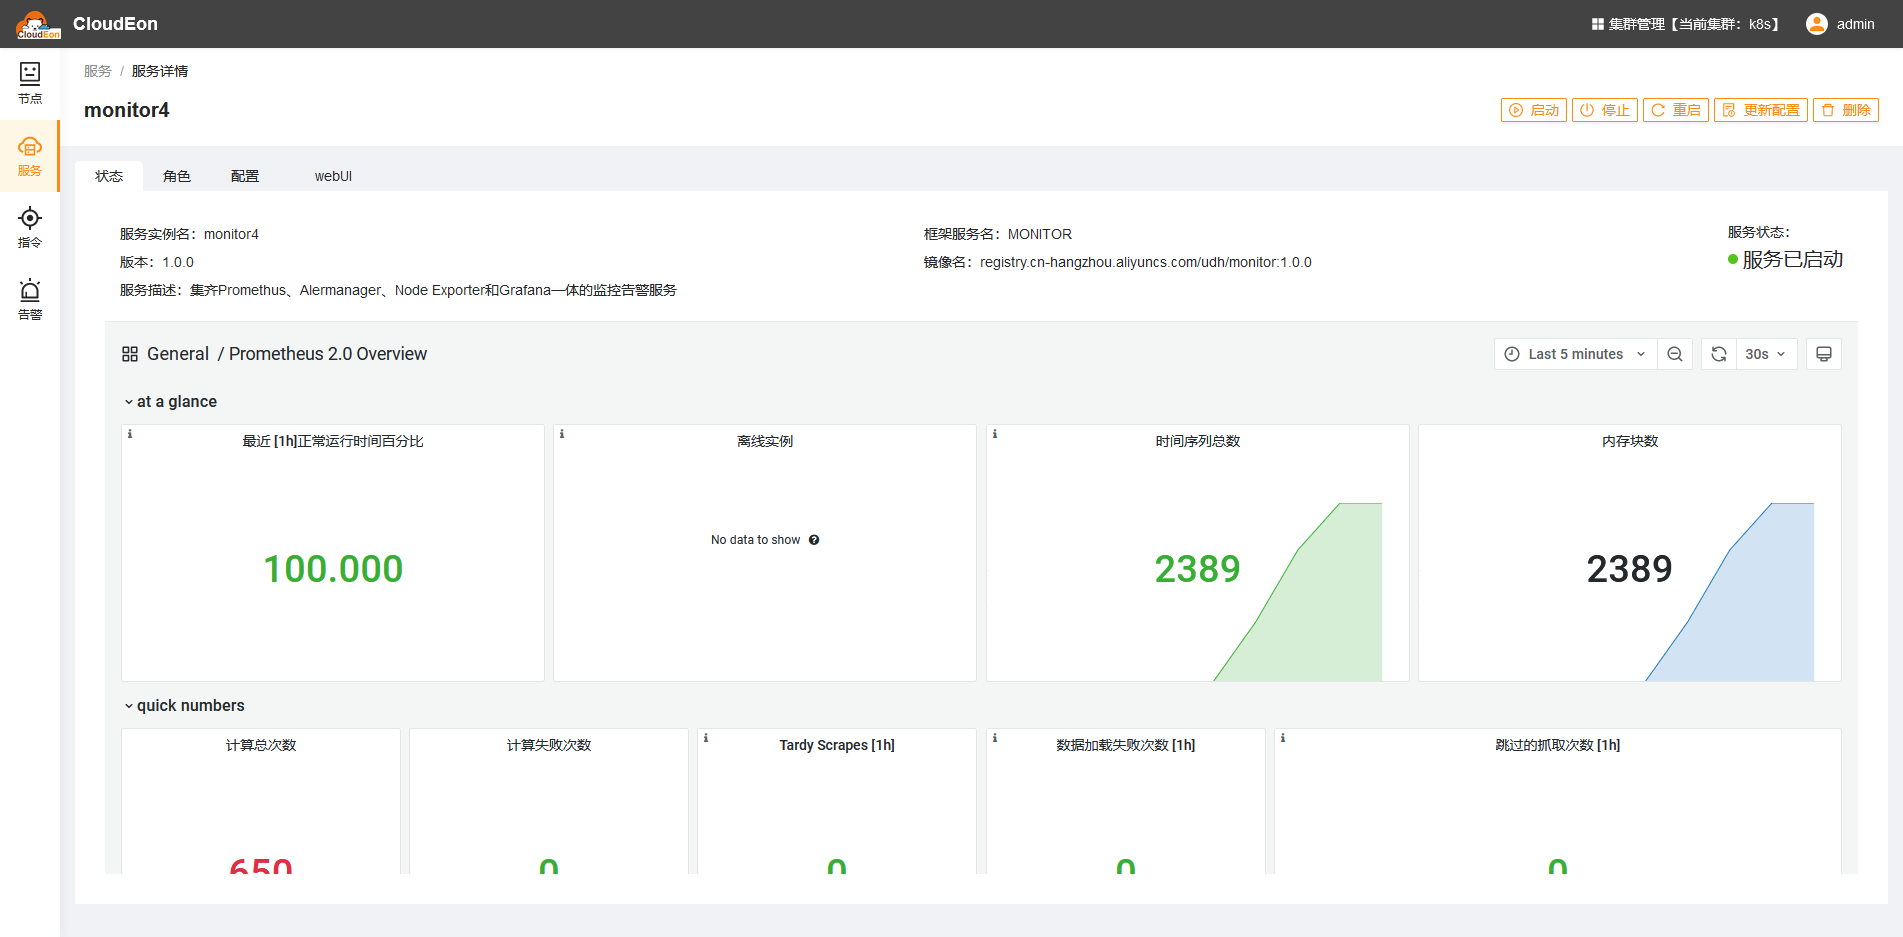 CloudEon
CloudEon
集群管理【当前集群：k8s】
admin
节点
服务
指令
告警
服务 / 服务详情
monitor4
启动
停止
重启
更新配置
删除
状态
角色
配置
webUI
服务实例名：monitor4
框架服务名：MONITOR
服务状态：
版本：1.0.0
镜像名：registry.cn-hangzhou.aliyuncs.com/udh/monitor:1.0.0
服务已启动
服务描述：集齐Promethus、Alermanager、Node Exporter和Grafana一体的监控告警服务
General / Prometheus 2.0 Overview
Last 5 minutes
30s
at a glance
最近 [1h]正常运行时间百分比
离线实例
时间序列总数
内存块数
100.000
No data to show
2389
2389
quick numbers
计算总次数
计算失败次数
Tardy Scrapes [1h]
数据加载失败次数 [1h]
跳过的抓取次数 [1h]
650
0
0
0
0